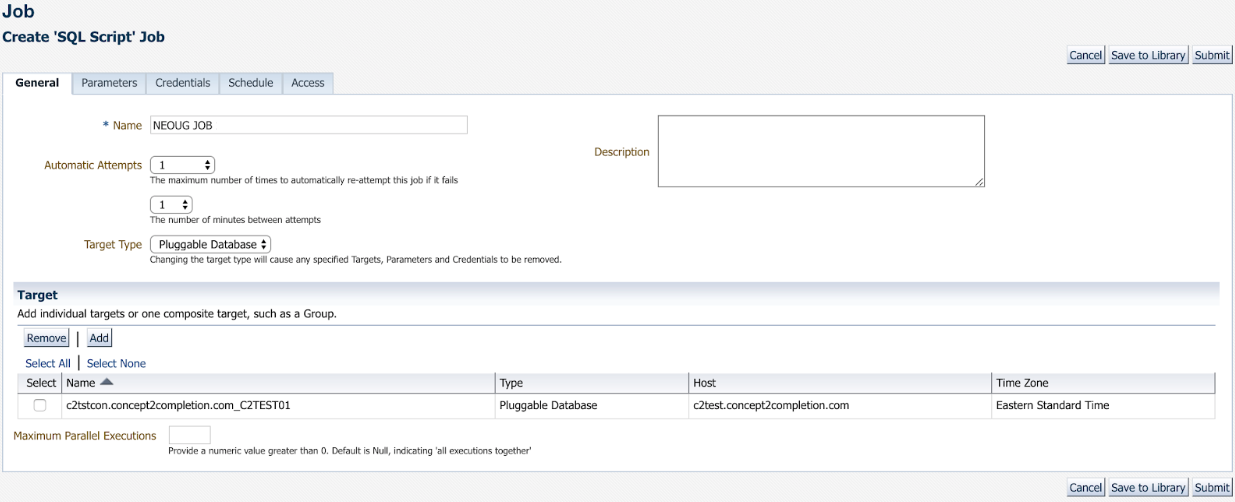 Job
Create 'SQL Script' Job
Cancel Save to Library Submit
General Parameters Credentials Schedule Access
* Name NEOUG JOB
Description
Automatic Attempts 1
The maximum number of times to automatically re-attempt this job if it fails
1
The number of minutes between attempts
Target Type Pluggable Database
Changing the target type will cause any specified Targets, Parameters and Credentials to be removed.
Target
Add individual targets or one composite target, such as a Group.
Remove | Add
Select All | Select None
Select Name Type Host Time Zone
c2tstcon.concept2completion.com_C2TEST01 Pluggable Database c2test.concept2completion.com Eastern Standard Time
Maximum Parallel Executions
Provide a numeric value greater than 0. Default is Null, indicating 'all executions together'
Cancel Save to Library Submit